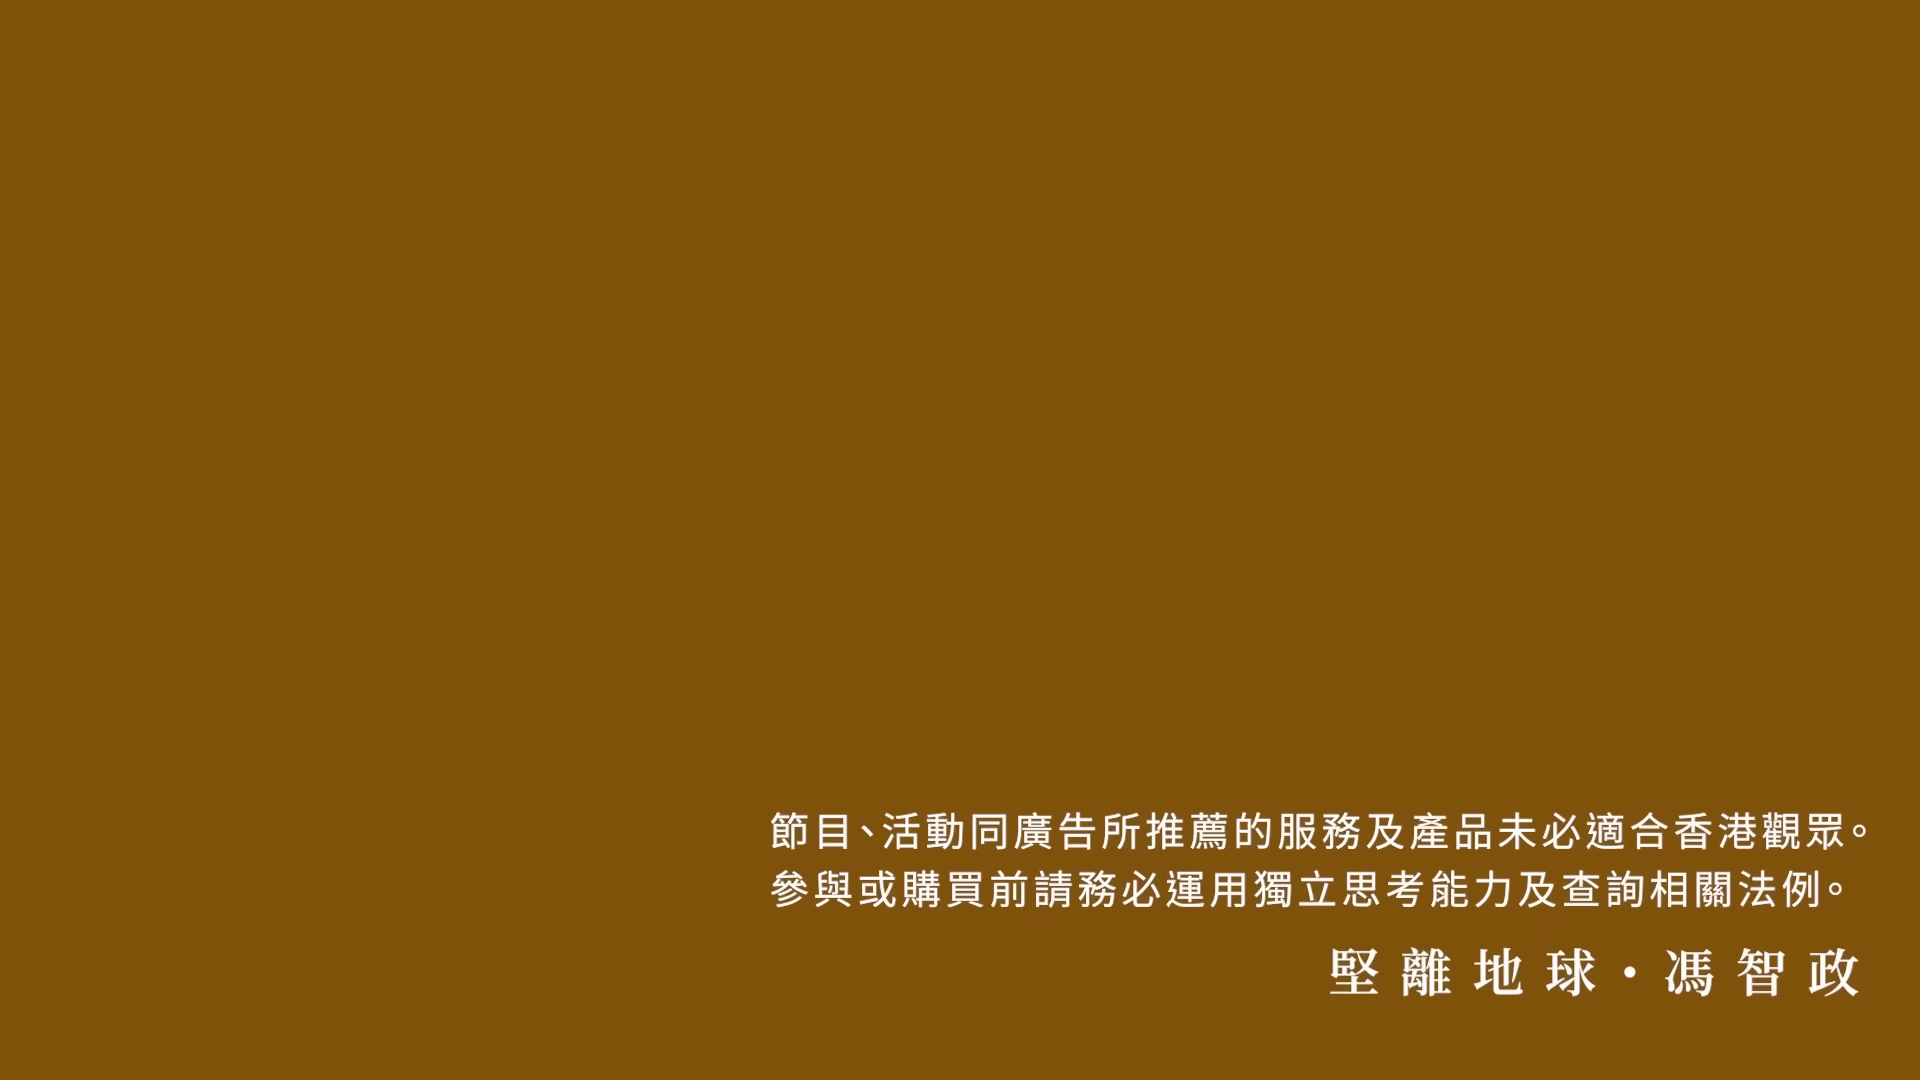 節目、活動同廣告所推薦的服務及產品未必適合香港觀眾。
參與或購買前請務必運用獨立思考能力及查詢相關法例。
堅離地球·馮智政